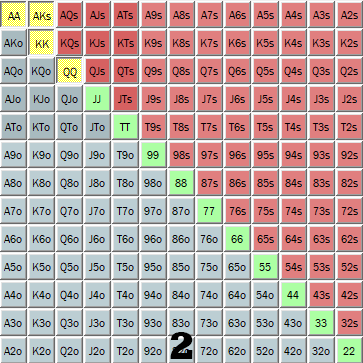 AA AKs AQs AJs ATs A9s A8s A7s A6s A5s A4s A3s A2s
AKo KK KQs KJs KTs K9s K8s K7s K6s K5s K4s K3s K2s
AQo KQo QQ QJs QTs Q9s Q8s Q7s Q6s Q5s Q4s Q3s Q2s
AJo KJo QJo JJ JTs J9s J8s J7s J6s J5s J4s J3s J2s
ATo KTo QTo JTo TT T9s T8s T7s T6s T5s T4s T3s T2s
A9o K9o Q9o J9o T9o 99 98s 97s 96s 95s 94s 93s 92s
A8o K8o Q8o J8o T8o 98o 88 87s 86s 85s 84s 83s 82s
A7o K7o Q7o J7o T7o 97o 87o 77 76s 75s 74s 73s 72s
A6o K6o Q6o J6o T6o 96o 86o 76o 66 65s 64s 63s 62s
A5o K5o Q5o J5o T5o 95o 85o 75o 65o 55 54s 53s 52s
A4o K4o Q4o J4o T4o 94o 84o 74o 64o 54o 44 43s 42s
A3o K3o Q3o J3o T3o 93o 73o 63o 53o 43o 33 32s
A2o K2o Q2o J2o T2o 92o 2 72o 62o 52o 42o 32o 22